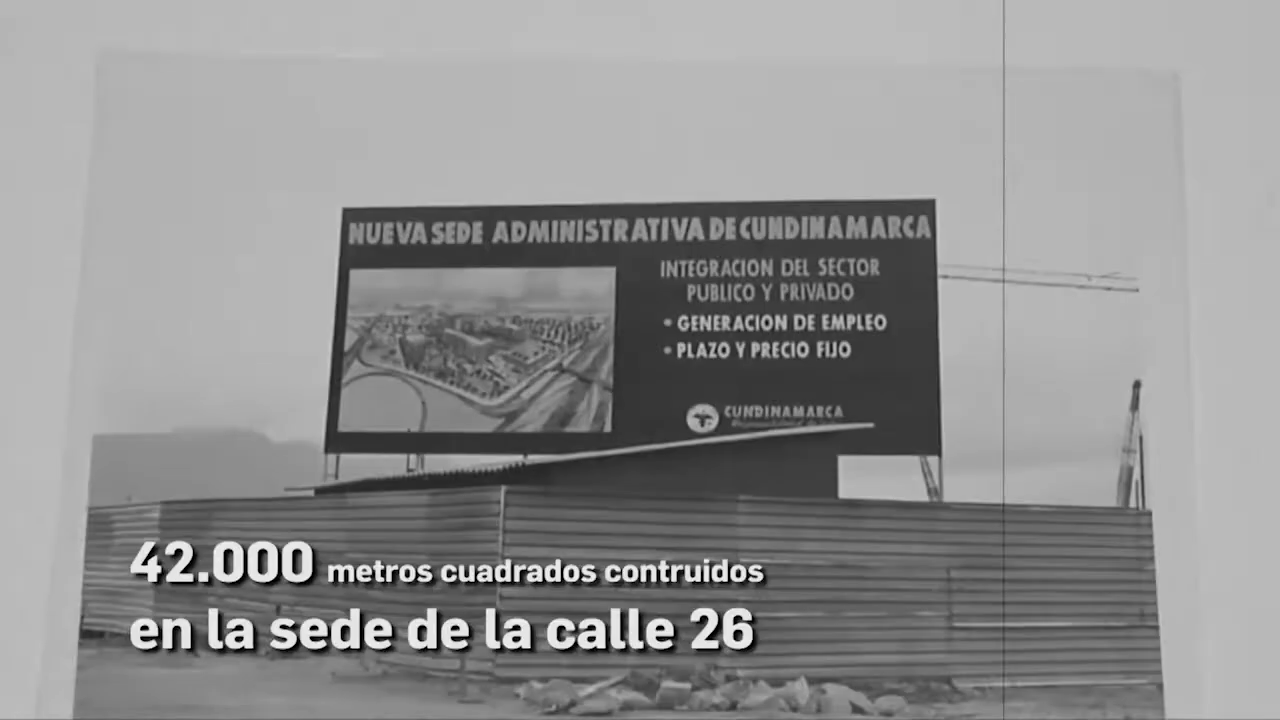 NUEVA SEDE ADMINISTRATIVA DE CUNDINAMARCA
INTEGRACION DEL SECTOR
PUBLICO Y PRIVADO
• GENERACION DE EMPLEO
• PLAZO Y PRECIO FIJO
CUNDINAMARCA
42.000 metros cuadrados contruidos
en la sede de la calle 26